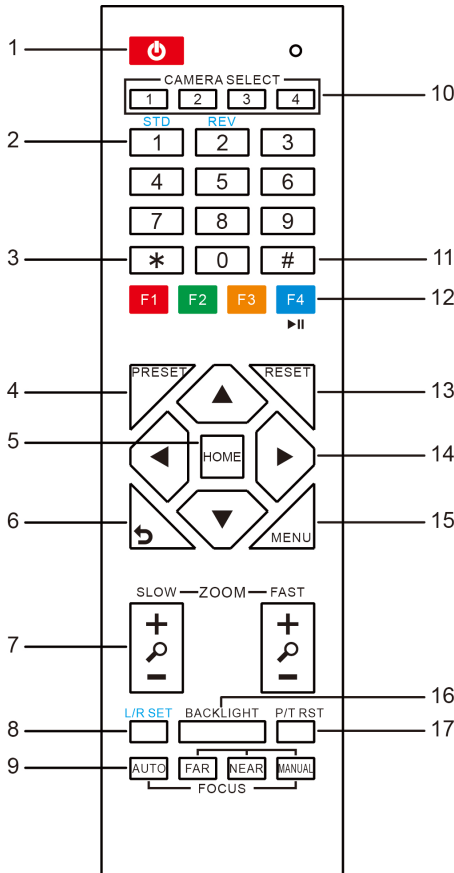 1
CAMERA SELECT
1 2 3 4 10
STD REV
2 1 2 3
4 5 6
7 8 9
3 * 0 # 11
F1 F2 F3 F4 12
4 PRESET RESET 13
5 HOME 14
6 MENU 15
SLOW ZOOM FAST
+ +
7
- -
16
L/R SET BACKLIGHT P/T RST
8 17
9 AUTO FAR NEAR MANUAL
FOCUS